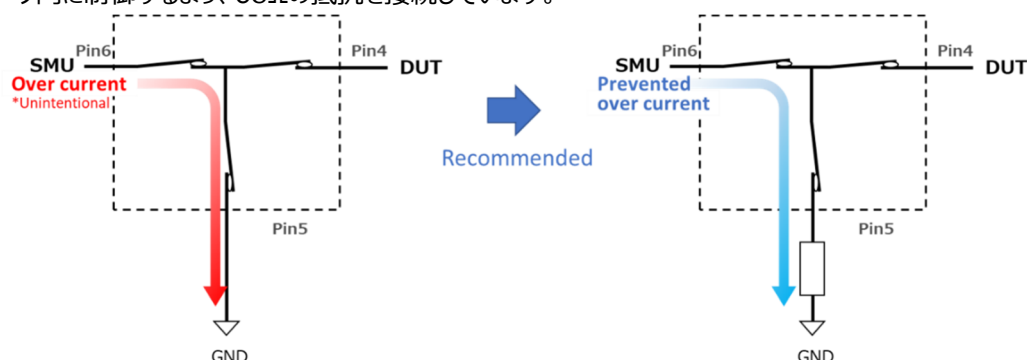 Pin6
Pin4
SMU
DUT
Over current
*Unintentional
Pin5
GND
Recommended
Pin6
Pin4
SMU
DUT
Prevented
over current
Pin5
GND